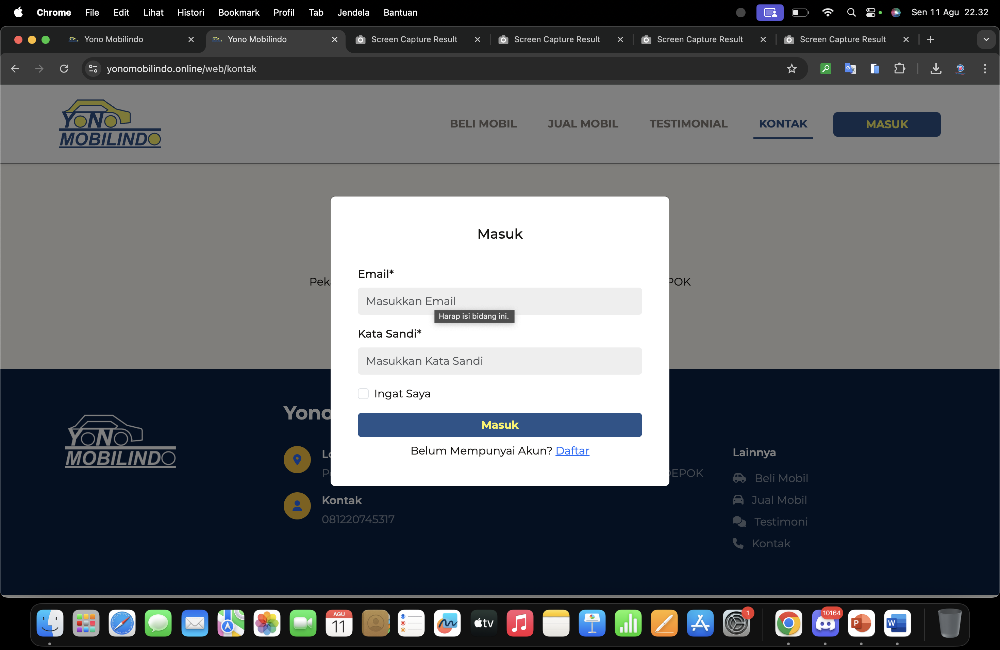 Chrome File Edit Lihat Histori Bookmark Profil Tab Jendela Bantuan Sen 11 Agu 22.32
Yono Mobilindo Yono Mobilindo Screen Capture Result Screen Capture Result Screen Capture Result Screen Capture Result
yonomobilindo.online/web/kontak
YONO
MOBILINDO
BELI MOBIL JUAL MOBIL TESTIMONIAL KONTAK MASUK
Masuk
Email*
Masukkan Email
Harap isi bidang ini.
Kata Sandi*
Masukkan Kata Sandi
Ingat Saya
Masuk
Belum Mempunyai Akun? Daftar
POK
YONO
MOBILINDO
Yono
DEPOK
Kontak
081220745317
Lainnya
Beli Mobil
Jual Mobil
Testimoni
Kontak
AGU
11
tv
1
10164
P
W